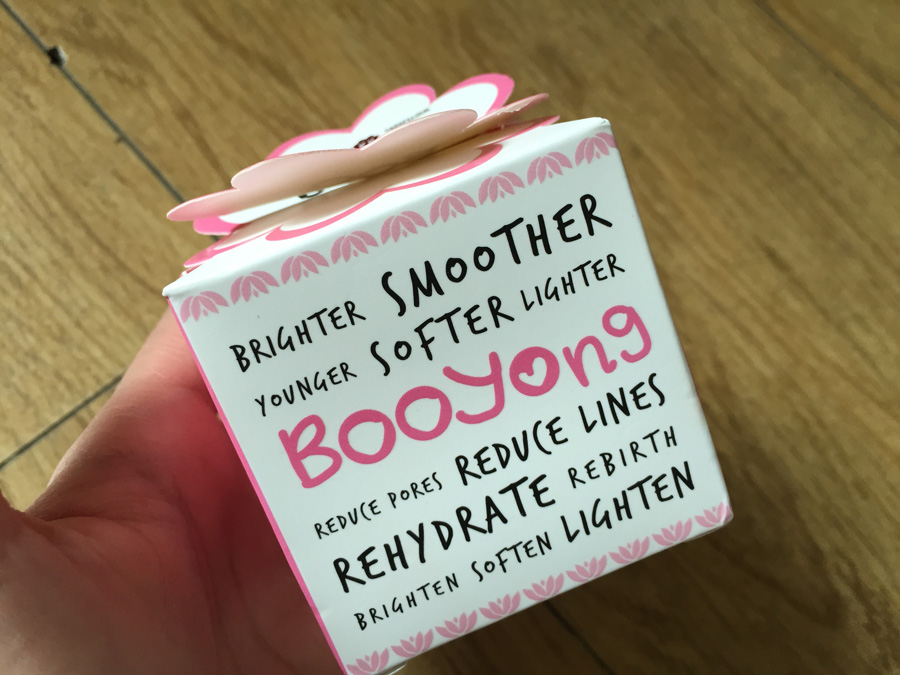 BRIGHTER SMOOTHER
YOUNGER SOFTER LIGHTER
Booyong
REDUCE PORES REDUCE LINES
REHYDRATE REBIRTH
BRIGHTEN SOFTEN LIGHTEN